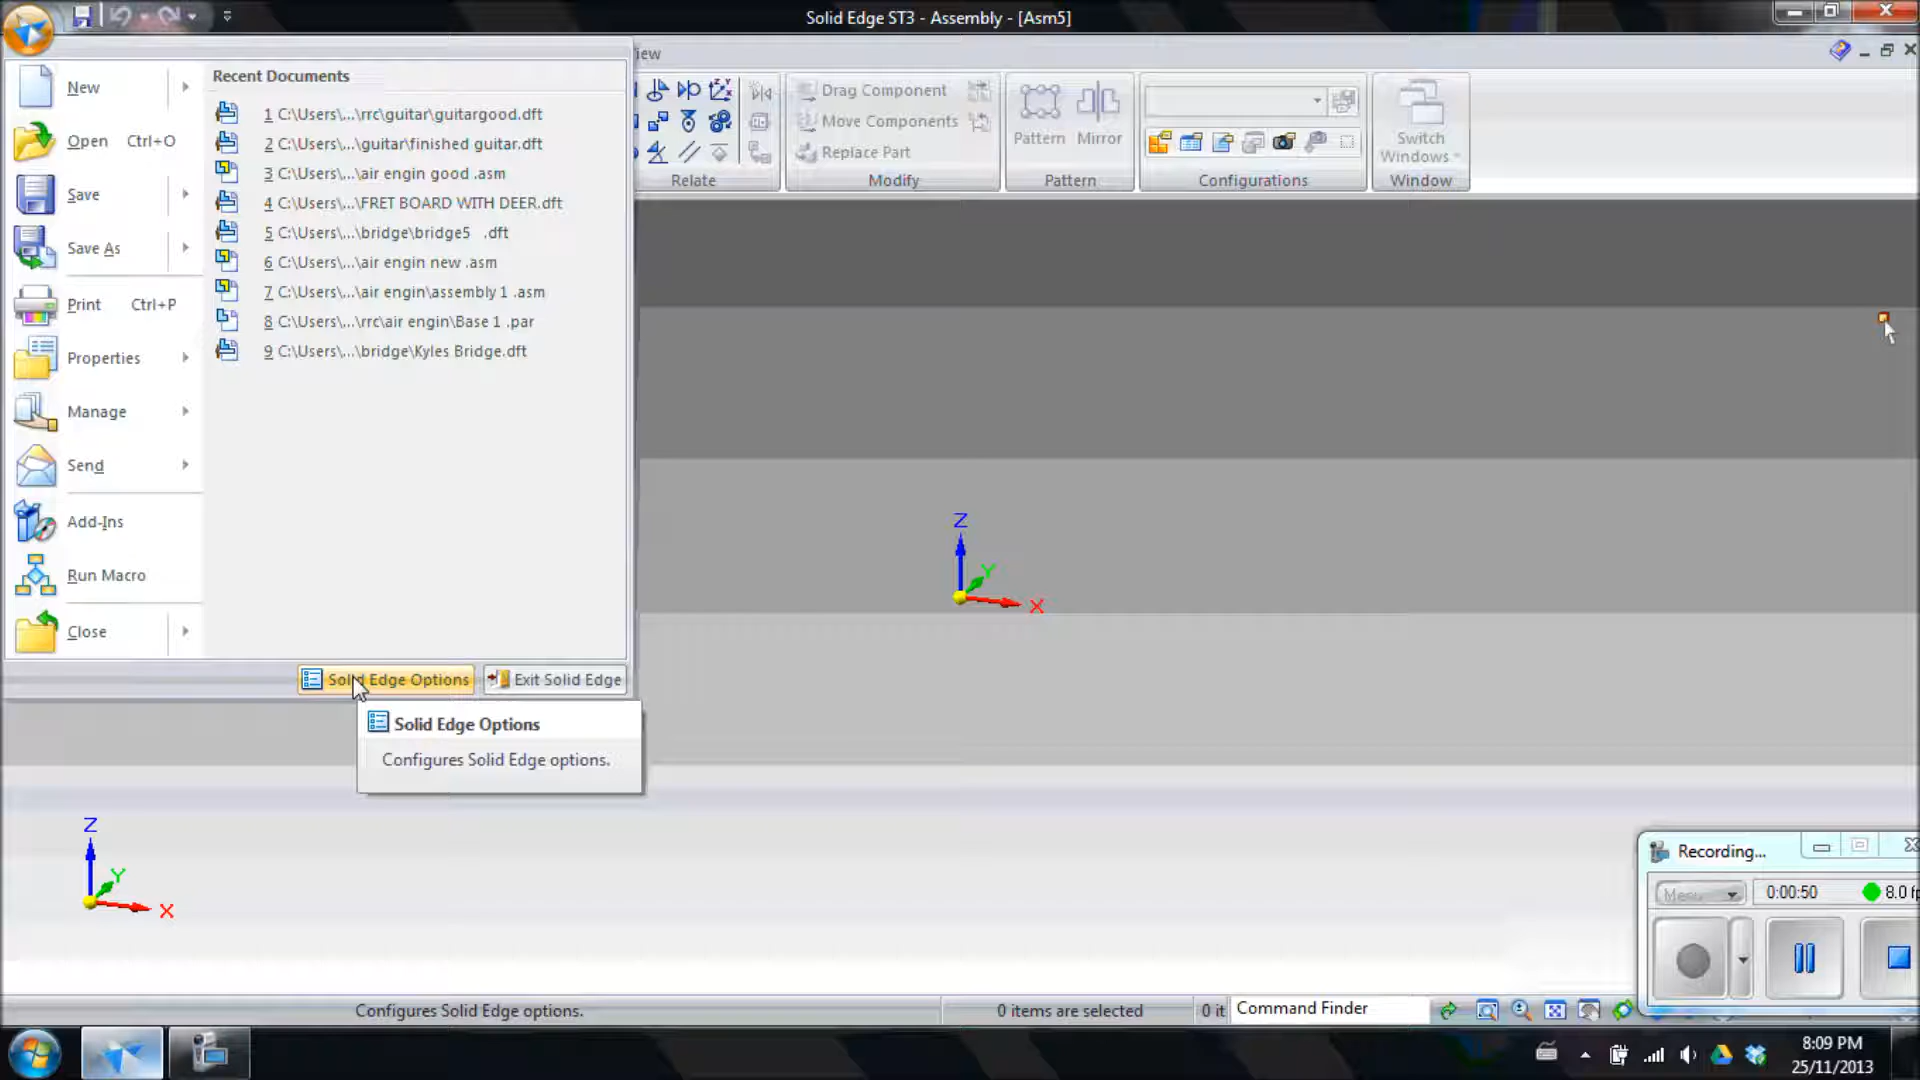 Solid Edge ST3 - Assembly - [Asm5]
New
Open Ctrl+O
Save
Save As
Print Ctrl+P
Properties
Manage
Send
Add-Ins
Run Macro
Close
Recent Documents
1 C:\Users\...\rrc\guitar\guitargood.dft
2 C:\Users\...\guitar\finished guitar.dft
3 C:\Users\...\air engin good .asm
4 C:\Users\...\FRET BOARD WITH DEER.dft
5 C:\Users\...\bridge\bridge5 .dft
6 C:\Users\...\air engin new .asm
7 C:\Users\...\air engin\assembly 1 .asm
8 C:\Users\...\rrc\air engin\Base 1 .par
9 C:\Users\...\bridge\Kyles Bridge.dft
Solid Edge Options
Exit Solid Edge
Solid Edge Options
Configures Solid Edge options.
Relate
Drag Component
Move Components
Replace Part
Modify
Pattern
Mirror
Pattern
Configurations
Switch
Windows
Window
Z
Y
X
Z
Y
X
Recording...
Menu
0:00:50
8.0
Configures Solid Edge options.
0 items are selected
0 it
Command Finder
8:09 PM
25/11/2013